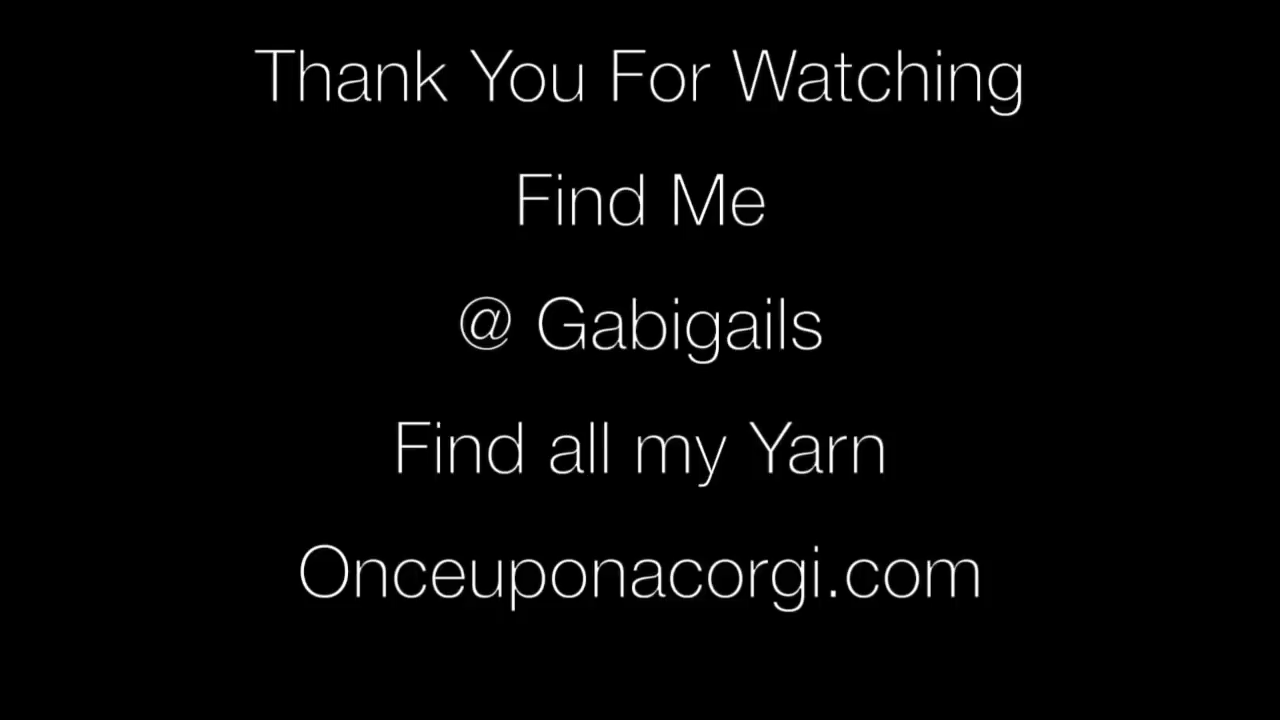 Thank You For Watching
Find Me
@ Gabigails
Find all my Yarn
Onceuponacorgi.com